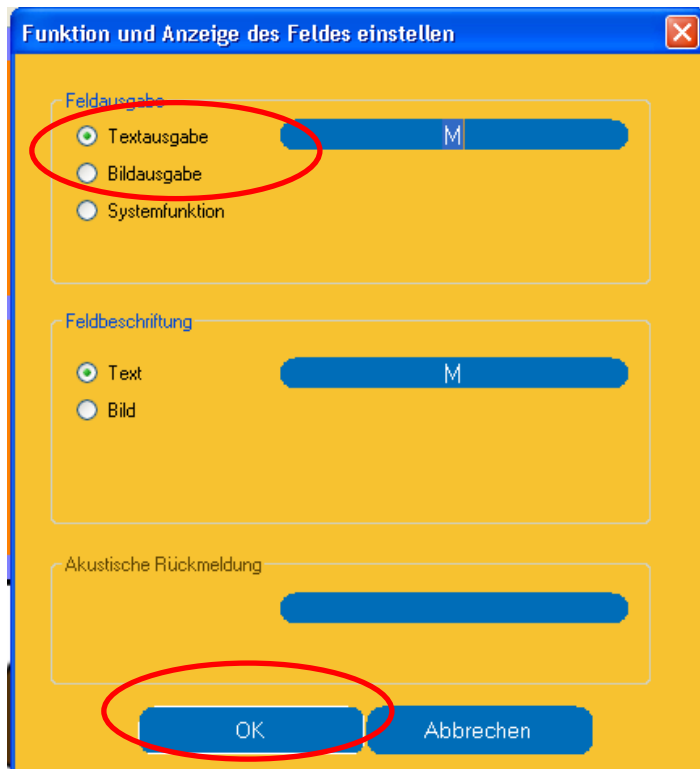 Funktion und Anzeige des Feldes einstellen
Feldausgabe
Textausgabe M
Bildausgabe
Systemfunktion
Feldbeschriftung
Text M
Bild
Akustische Rückmeldung
OK Abbrechen